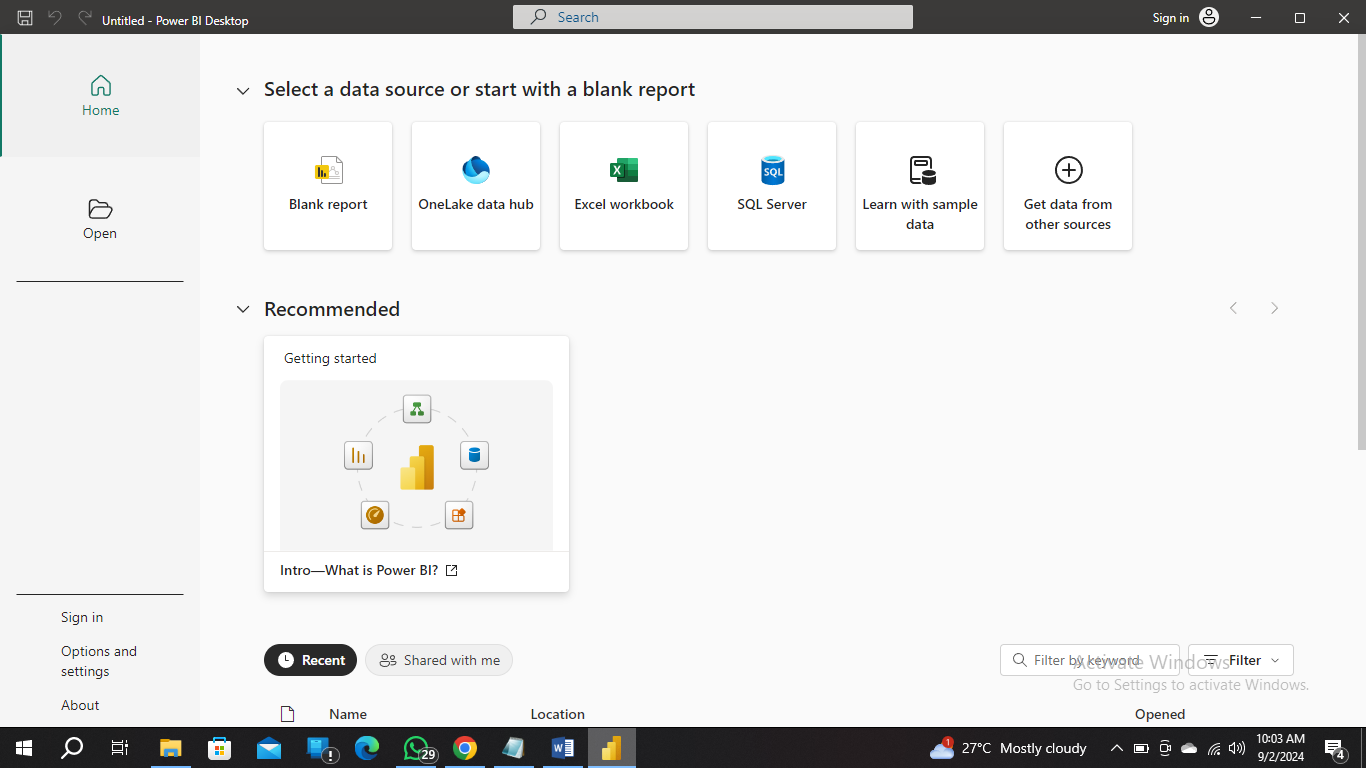 Untitled - Power BI Desktop
Search
Sign in
Home
Open
Select a data source or start with a blank report
Blank report
OneLake data hub
Excel workbook
SQL
SQL Server
Learn with sample
data
Get data from
other sources
Recommended
Getting started
Intro—What is Power BI?
Recent
Shared with me
Filter by keyword
Filter
Activate Windows
Go to Settings to activate Windows.
Name
Location
Opened
Sign in
Options and
settings
About
29
1
27°C Mostly cloudy
10:03 AM
9/2/2024
4